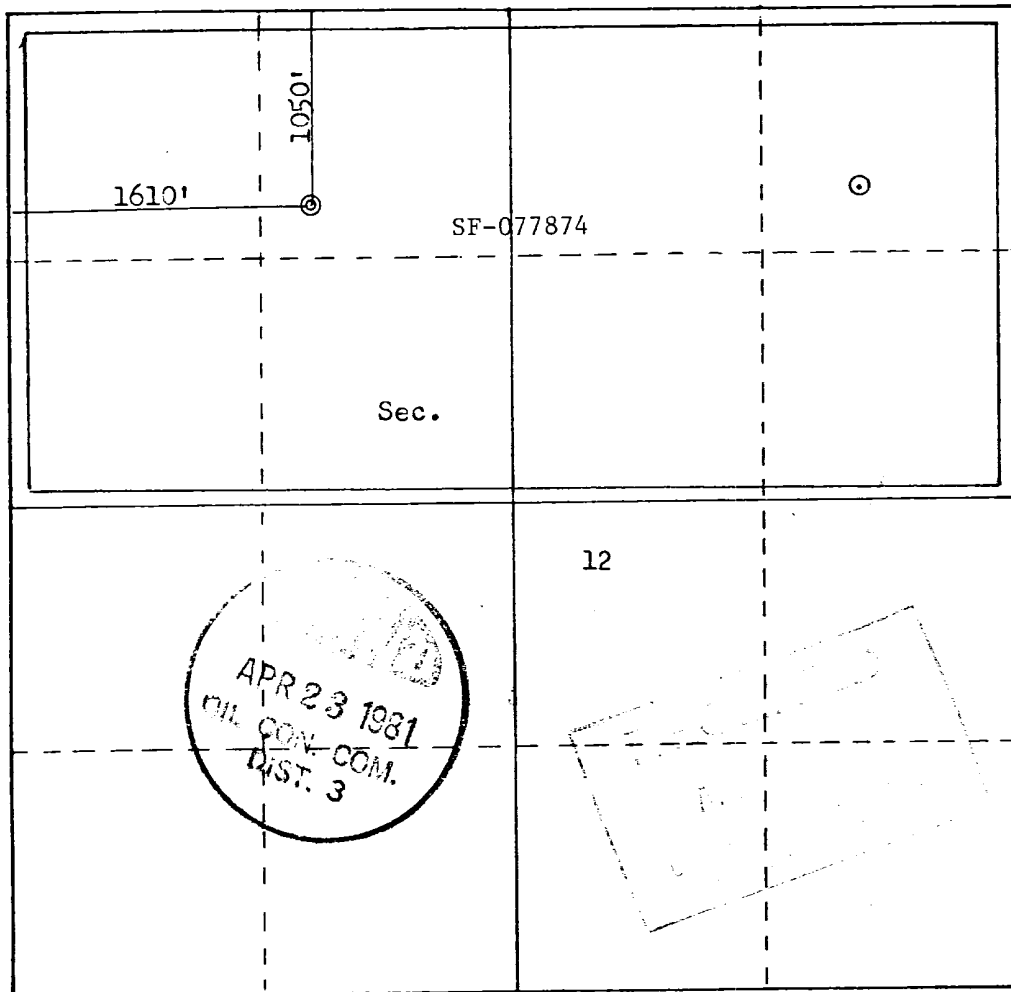 1050'
1610'
SF-077874
Sec.
12
APR 23 1981
OIL CON. COM.
DIST. 3